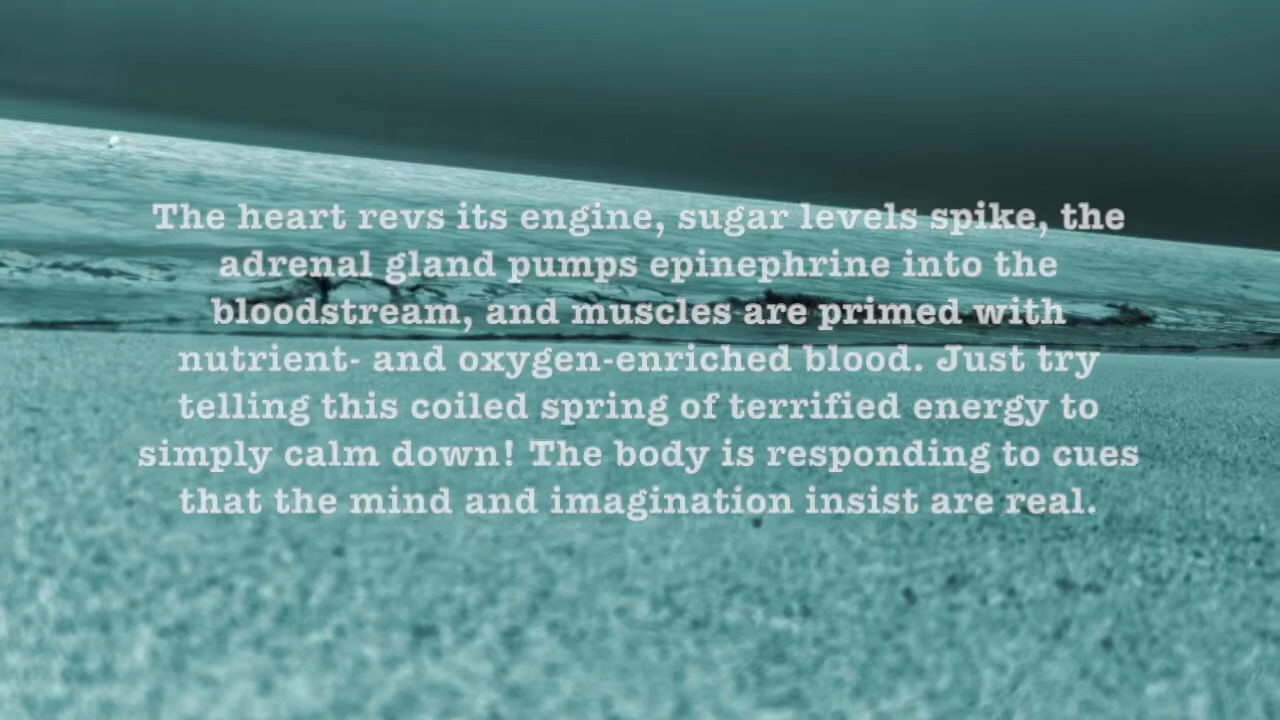 The heart revs its engine, sugar levels spike, the
adrenal gland pumps epinephrine into the
bloodstream, and muscles are primed with
nutrient- and oxygen-enriched blood. Just try
telling this coiled spring of terrified energy to
simply calm down! The body is responding to cues
that the mind and imagination insist are real.